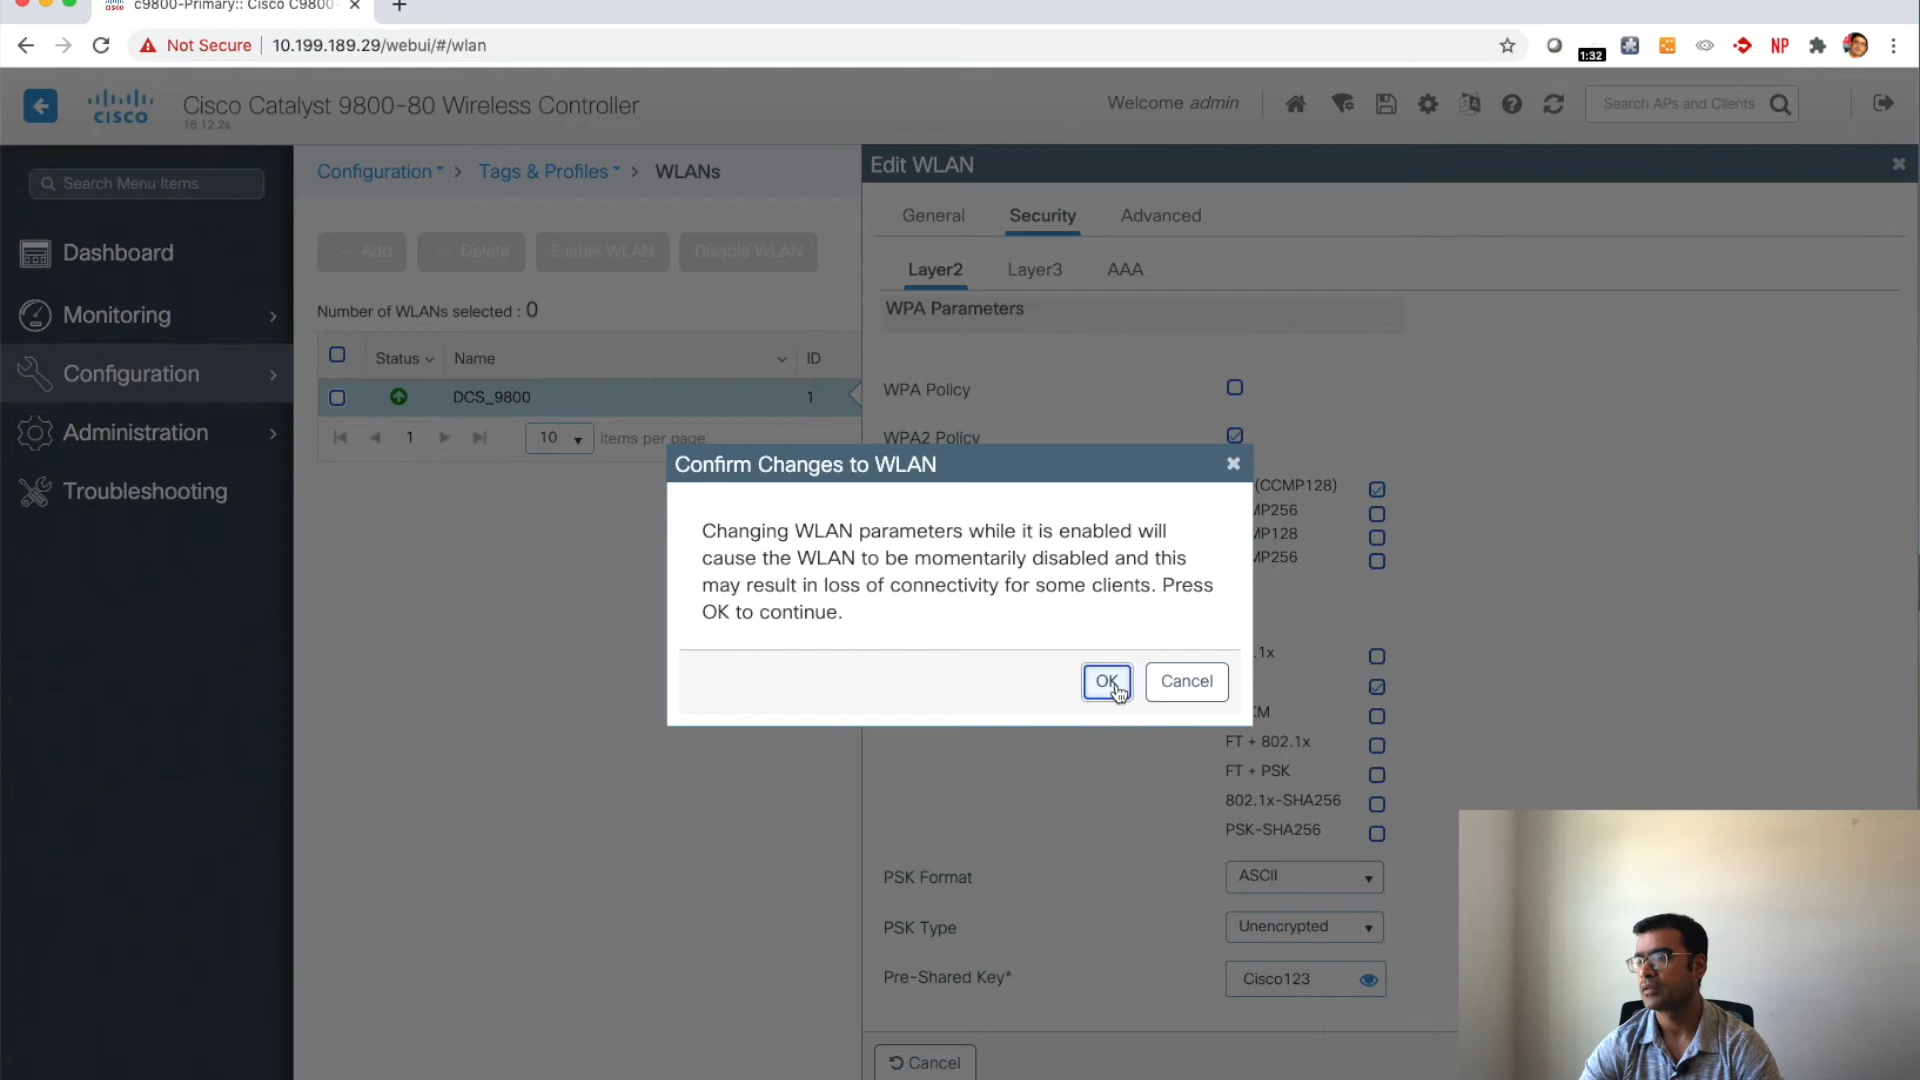 c9800-Primary:: Cisco C9800-
Not Secure
10.199.189.29/webui/#/wlan
1:32
NP
CISCO
Cisco Catalyst 9800-80 Wireless Controller
16.12.2s
Welcome admin
Search APs and Clients
Search Menu Items
Dashboard
Monitoring
Configuration
Administration
Troubleshooting
Configuration > Tags & Profiles > WLANs
Add
Delete
Enable WLAN
Disable WLAN
Number of WLANs selected : 0
Status
Name
ID
DCS_9800
1
1
10
items per page
Edit WLAN
General
Security
Advanced
Layer2
Layer3
AAA
WPA Parameters
WPA Policy
WPA2 Policy
(CCMP128)
MP256
MP128
MP256
.1x
KM
FT + 802.1x
FT + PSK
802.1x-SHA256
PSK-SHA256
PSK Format
ASCII
PSK Type
Unencrypted
Pre-Shared Key*
Cisco123
Cancel
Confirm Changes to WLAN
Changing WLAN parameters while it is enabled will
cause the WLAN to be momentarily disabled and this
may result in loss of connectivity for some clients. Press
OK to continue.
OK
Cancel